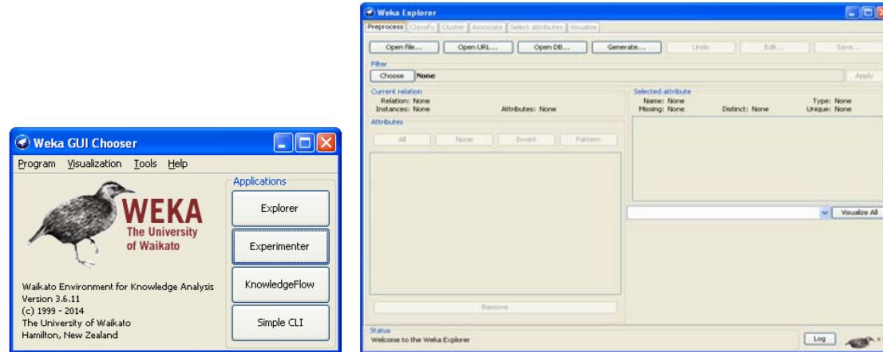 Weka GUI Chooser
Program Visualization Tools Help
WEKA
The University
of Waikato
Waikato Environment for Knowledge Analysis
Version 3.6.11
(c) 1999 - 2014
The University of Waikato
Hamilton, New Zealand
Applications
Explorer
Experimenter
KnowledgeFlow
Simple CLI
Weka Explorer
Preprocess Classify Cluster Associate Select attributes Visualize
Open file... Open URL... Open DB... Generate... Undo Edit... Save...
Filter
Choose None Apply
Current relation
Relation: None
Instances: None Attributes: None
Attributes
All None Invert Pattern
Remove
Selected attribute
Name: None Type: None
Missing: None Distinct: None Unique: None
Visualize All
Status
Welcome to the Weka Explorer
Log x